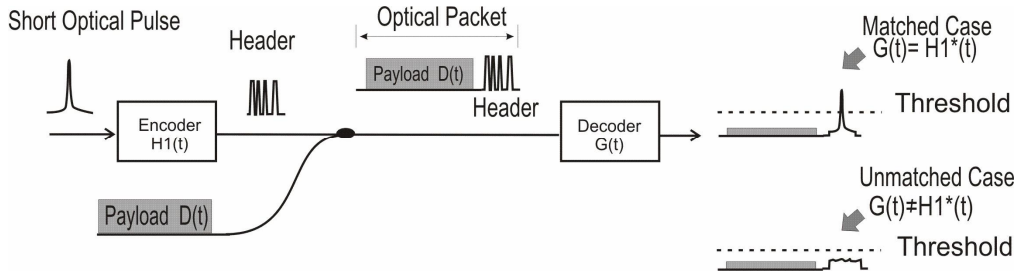 Short Optical Pulse
Header
Optical Packet
Payload D(t)
Header
Encoder
H1(t)
Payload D(t)
Decoder
G(t)
Matched Case
G(t)= H1*(t)
Threshold
Unmatched Case
G(t)≠H1*(t)
Threshold